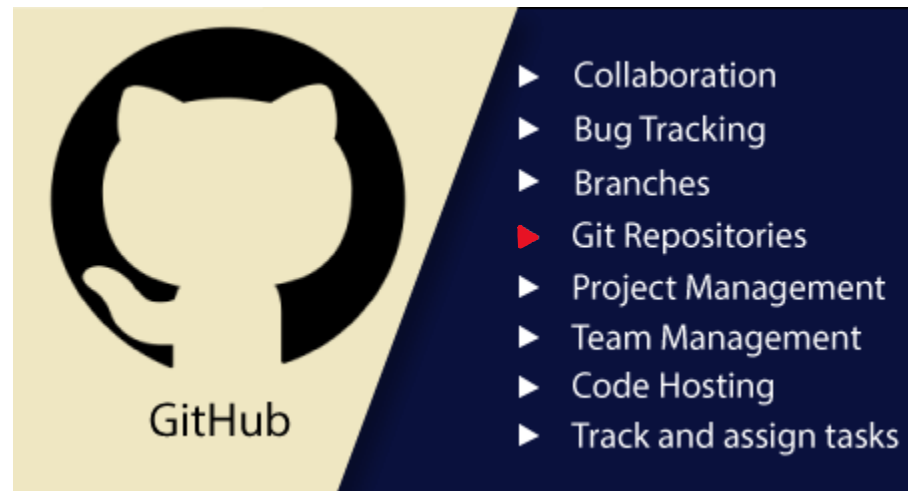 GitHub
Collaboration
Bug Tracking
Branches
Git Repositories
Project Management
Team Management
Code Hosting
Track and assign tasks